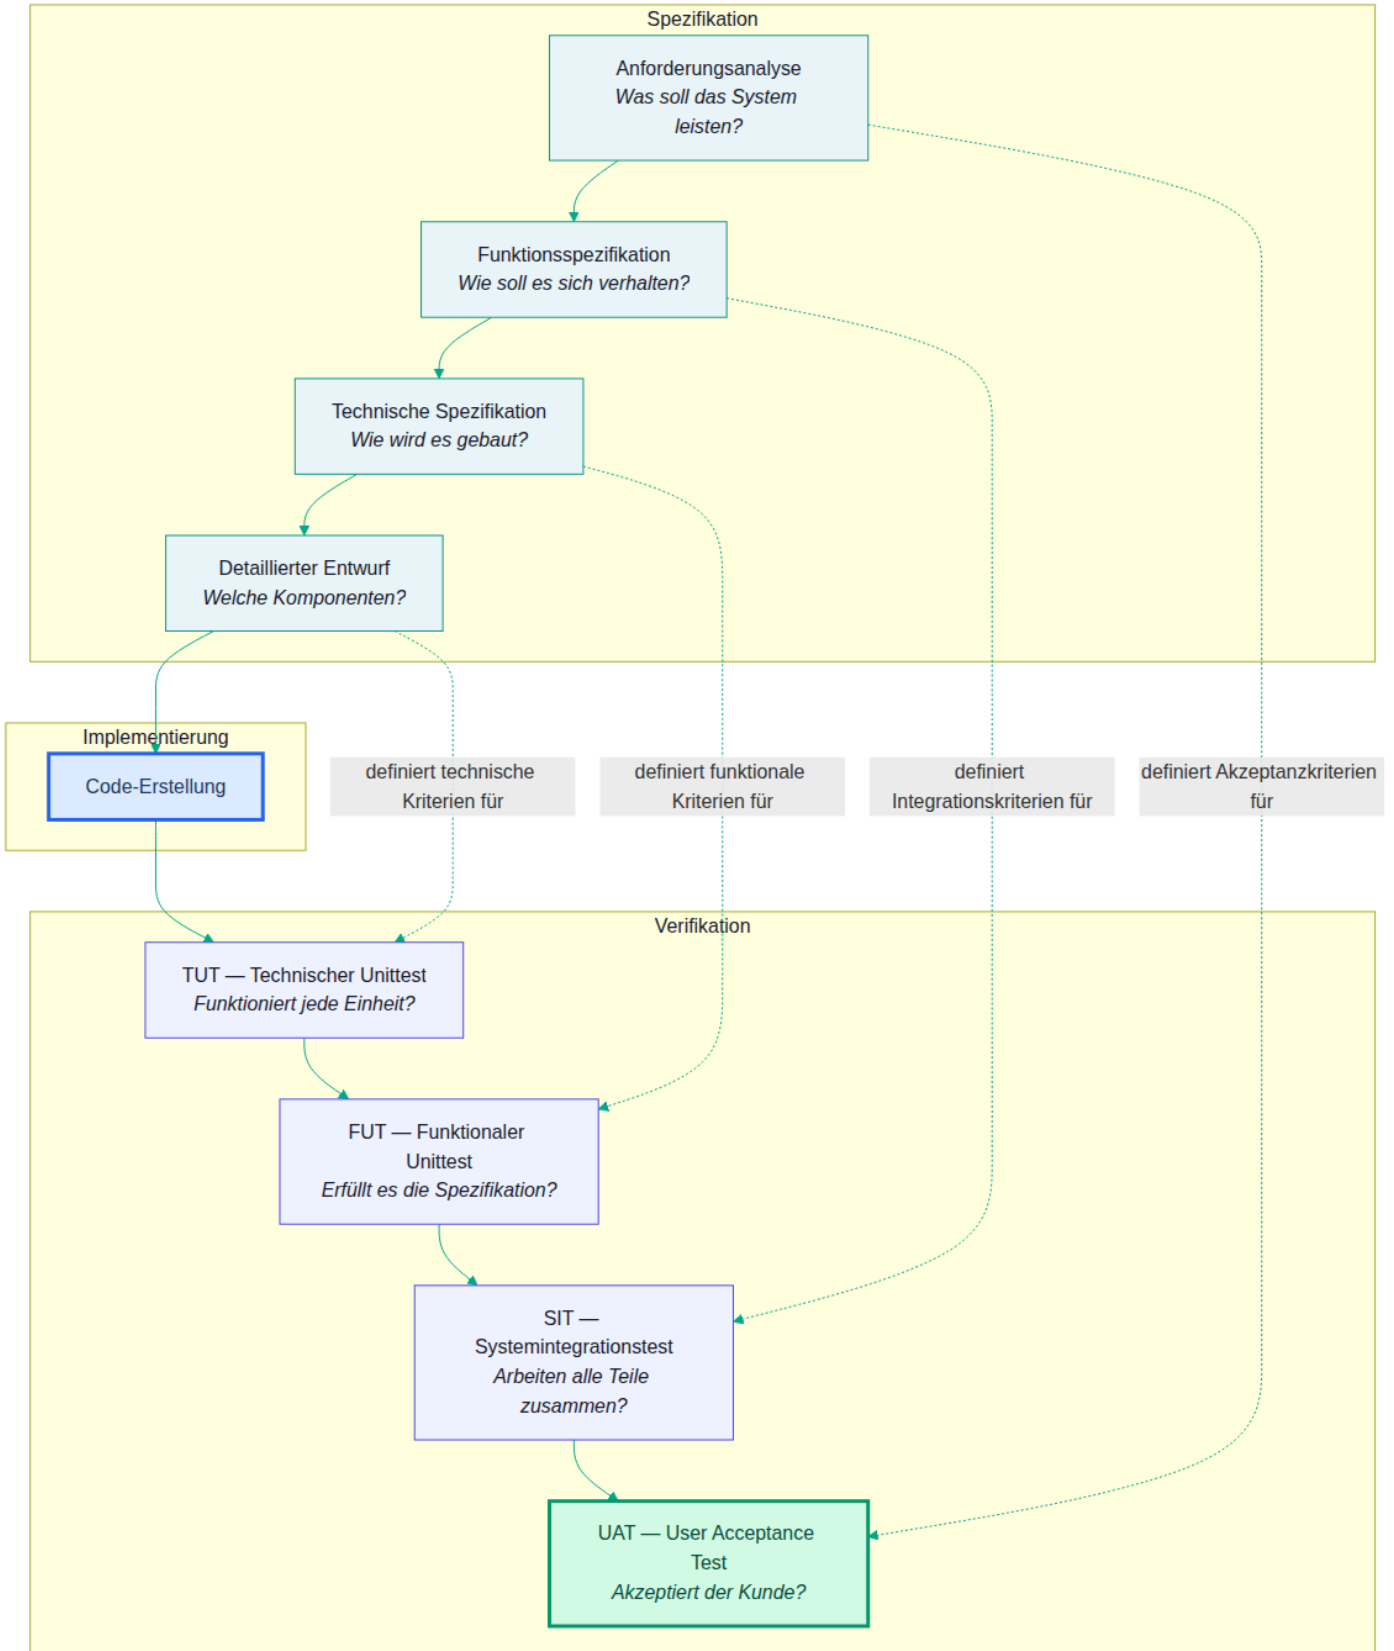 Spezifikation
Anforderungsanalyse
Was soll das System
leisten?
Funktionsspezifikation
Wie soll es sich verhalten?
Technische Spezifikation
Wie wird es gebaut?
Detaillierter Entwurf
Welche Komponenten?
Implementierung
Code-Erstellung
definiert technische
Kriterien für
definiert funktionale
Kriterien für
definiert
Integrationskriterien für
definiert Akzeptanzkriterien
für
Verifikation
TUT — Technischer Unittest
Funktioniert jede Einheit?
FUT — Funktionaler
Unittest
Erfüllt es die Spezifikation?
SIT —
Systemintegrationstest
Arbeiten alle Teile
zusammen?
UAT — User Acceptance
Test
Akzeptiert der Kunde?